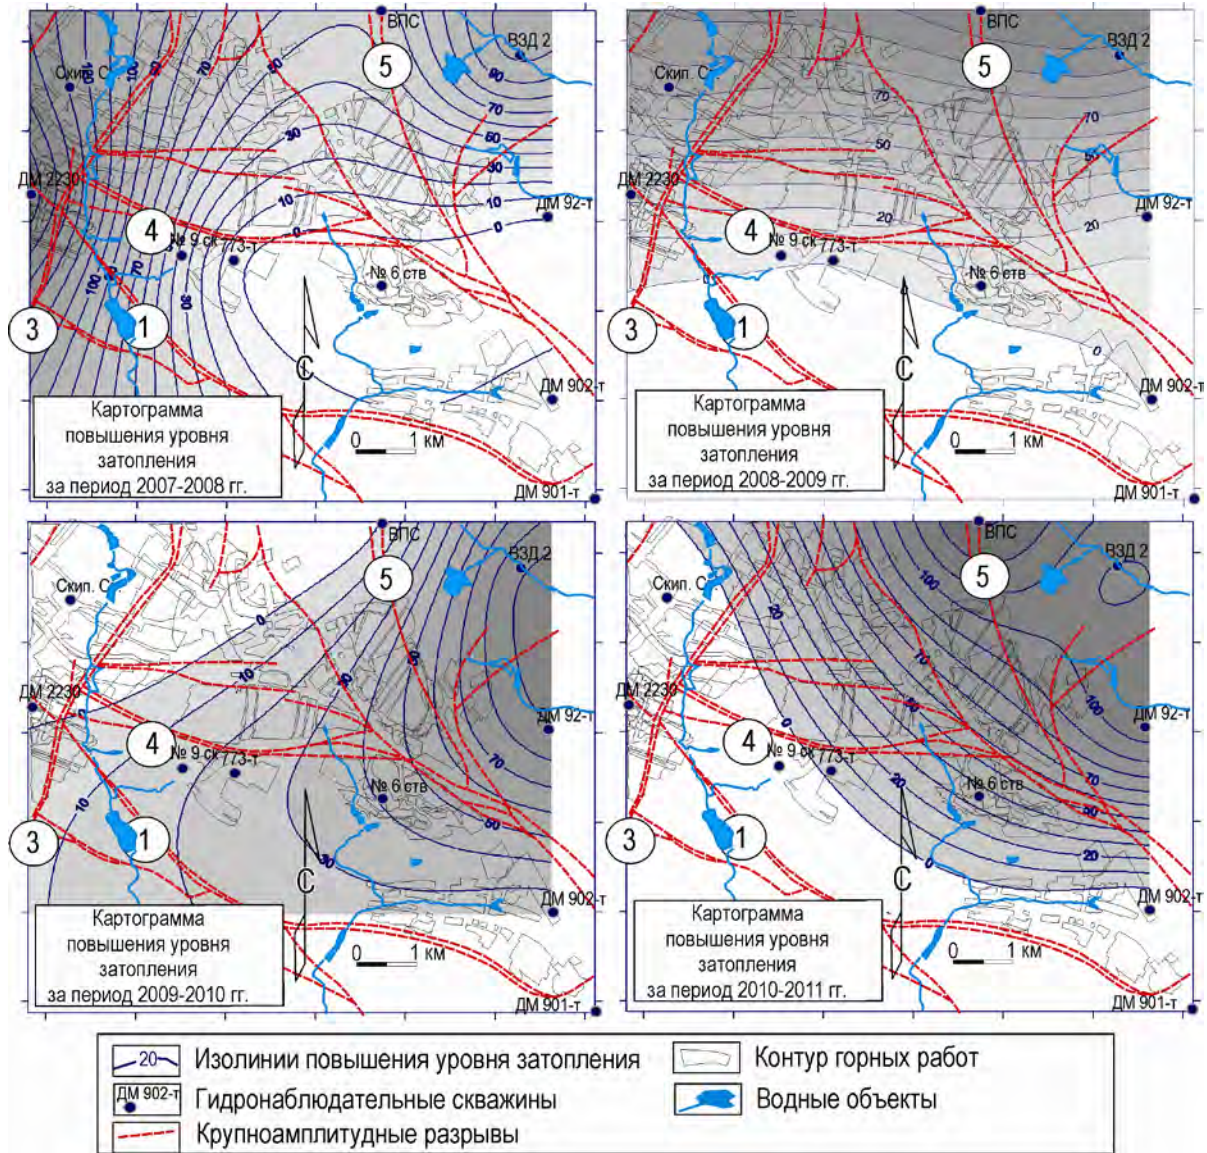 ВПС
ВЗД 2
Скип. С
5
ДМ 2230
ДМ 92-т
4
№ 9 ск
773-т
№ 6 ств
3
1
С
ДМ 902-т
ДМ 901-т
0 1 км
Картограмма
повышения уровня
затопления
за период 2007-2008 гг.
100
70
50
90
70
50
30
10
0
30
10
0
100
70
30
ВПС
ВЗД 2
Скип. С
5
ДМ 2230
ДМ 92-т
4
№ 9 ск
773-т
№ 6 ств
3
1
С
ДМ 902-т
ДМ 901-т
0 1 км
Картограмма
повышения уровня
затопления
за период 2008-2009 гг.
70
70
50
50
20
20
0
ВПС
ВЗД 2
Скип. С
5
ДМ 2230
ДМ 92-т
4
№ 9 ск
773-т
№ 6 ств
3
1
С
ДМ 902-т
ДМ 901-т
0 1 км
Картограмма
повышения уровня
затопления
за период 2009-2010 гг.
0
10
0
10
70
50
30
ВПС
ВЗД 2
Скип. С
5
ДМ 2230
ДМ 92-т
4
№ 9 ск
773-т
№ 6 ств
3
1
С
ДМ 902-т
ДМ 901-т
0 1 км
Картограмма
повышения уровня
затопления
за период 2010-2011 гг.
100
20
70
50
100
0
20
70
50
20
0
20 Изолинии повышения уровня затопления
ДМ 902-т Гидронаблюдательные скважины
Крупноамплитудные разрывы
Контур горных работ
Водные объекты